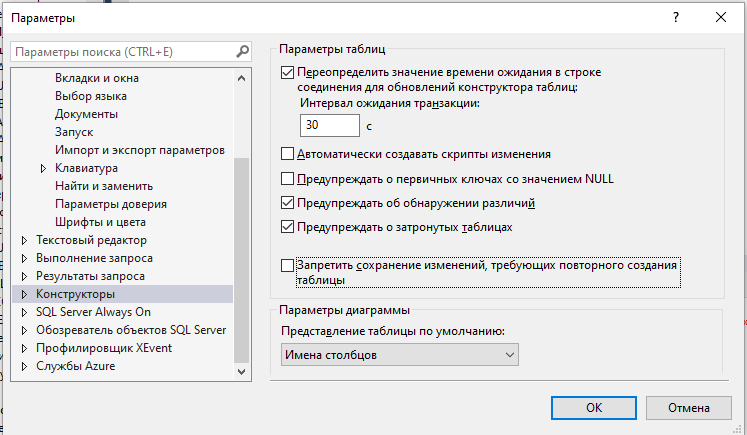 Параметры
Параметры поиска (CTRL+E)
Вкладки и окна
Выбор языка
Документы
Запуск
Импорт и экспорт параметров
Клавиатура
Найти и заменить
Параметры доверия
Шрифты и цвета
Текстовый редактор
Выполнение запроса
Результаты запроса
Конструкторы
SQL Server Always On
Обозреватель объектов SQL Server
Профилировщик XEvent
Службы Azure
Параметры таблиц
Переопределить значение времени ожидания в строке
соединения для обновлений конструктора таблиц:
Интервал ожидания транзакции:
30 с
Автоматически создавать скрипты изменения
Предупреждать о первичных ключах со значением NULL
Предупреждать об обнаружении различий
Предупреждать о затронутых таблицах
Запретить сохранение изменений, требующих повторного создания
таблицы
Параметры диаграммы
Представление таблицы по умолчанию:
Имена столбцов
ОК
Отмена